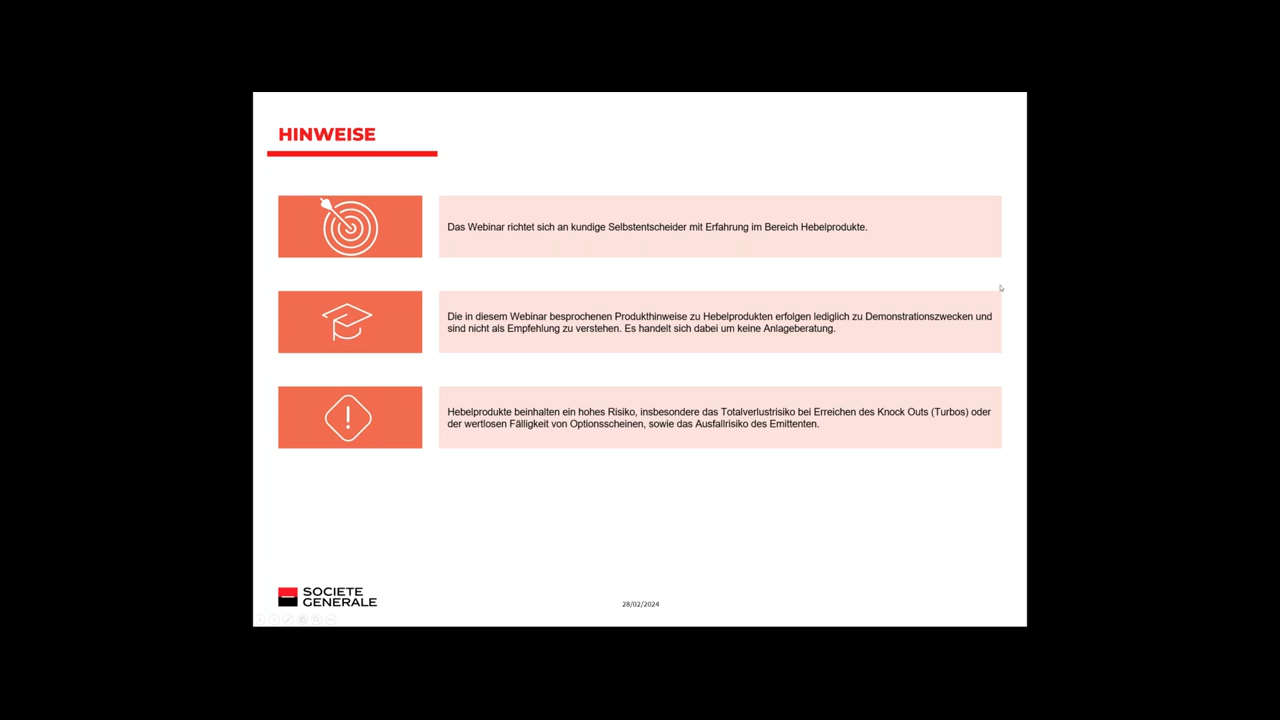 HINWEISE
Das Webinar richtet sich an kundige Selbstentscheider mit Erfahrung im Bereich Hebelprodukte.
Die in diesem Webinar besprochenen Produkthinweise zu Hebelprodukten erfolgen lediglich zu Demonstrationszwecken und
sind nicht als Empfehlung zu verstehen. Es handelt sich dabei um keine Anlageberatung.
Hebelprodukte beinhalten ein hohes Risiko, insbesondere das Totalverlustrisiko bei Erreichen des Knock Outs (Turbos) oder
der wertlosen Fälligkeit von Optionsscheinen, sowie das Ausfallrisiko des Emittenten.
SOCIETE
GENERALE
28/02/2024